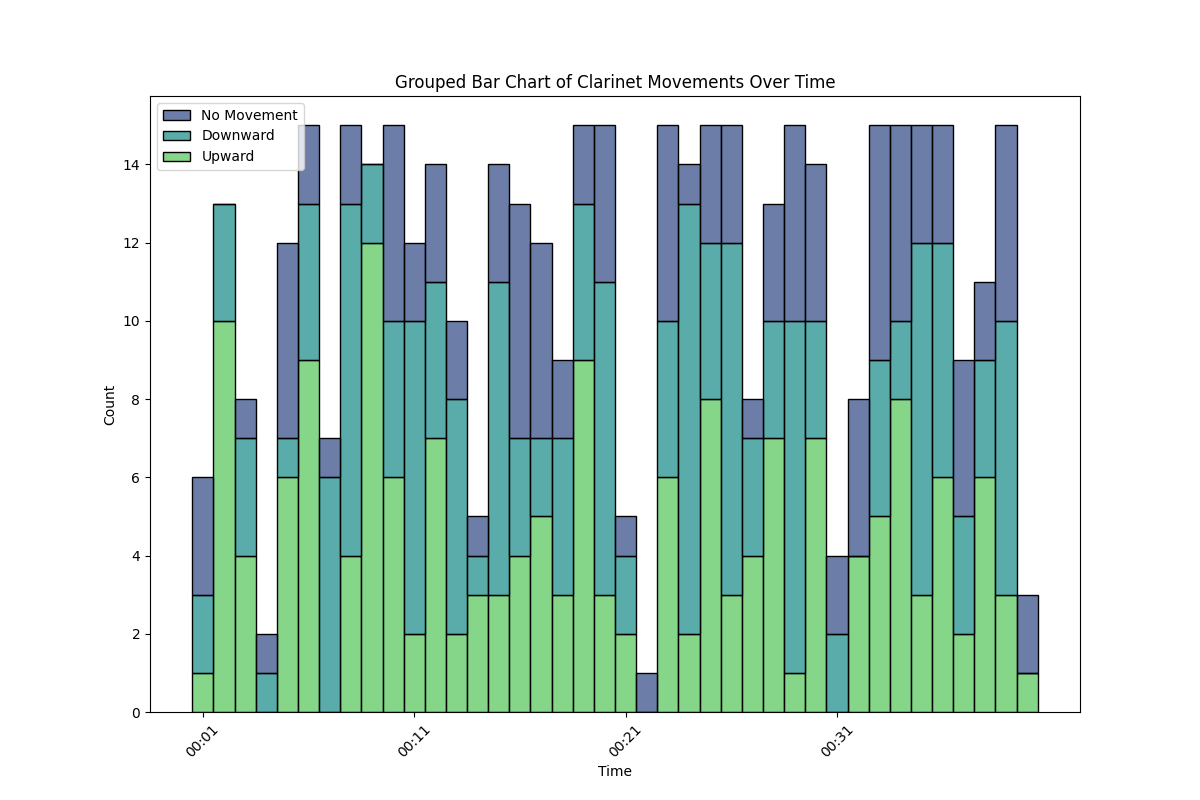 Grouped Bar Chart of Clarinet Movements Over Time
No Movement
Downward
Upward
14
12
10
8
6
4
2
0
Count
00:01
00:11
00:21
00:31
Time